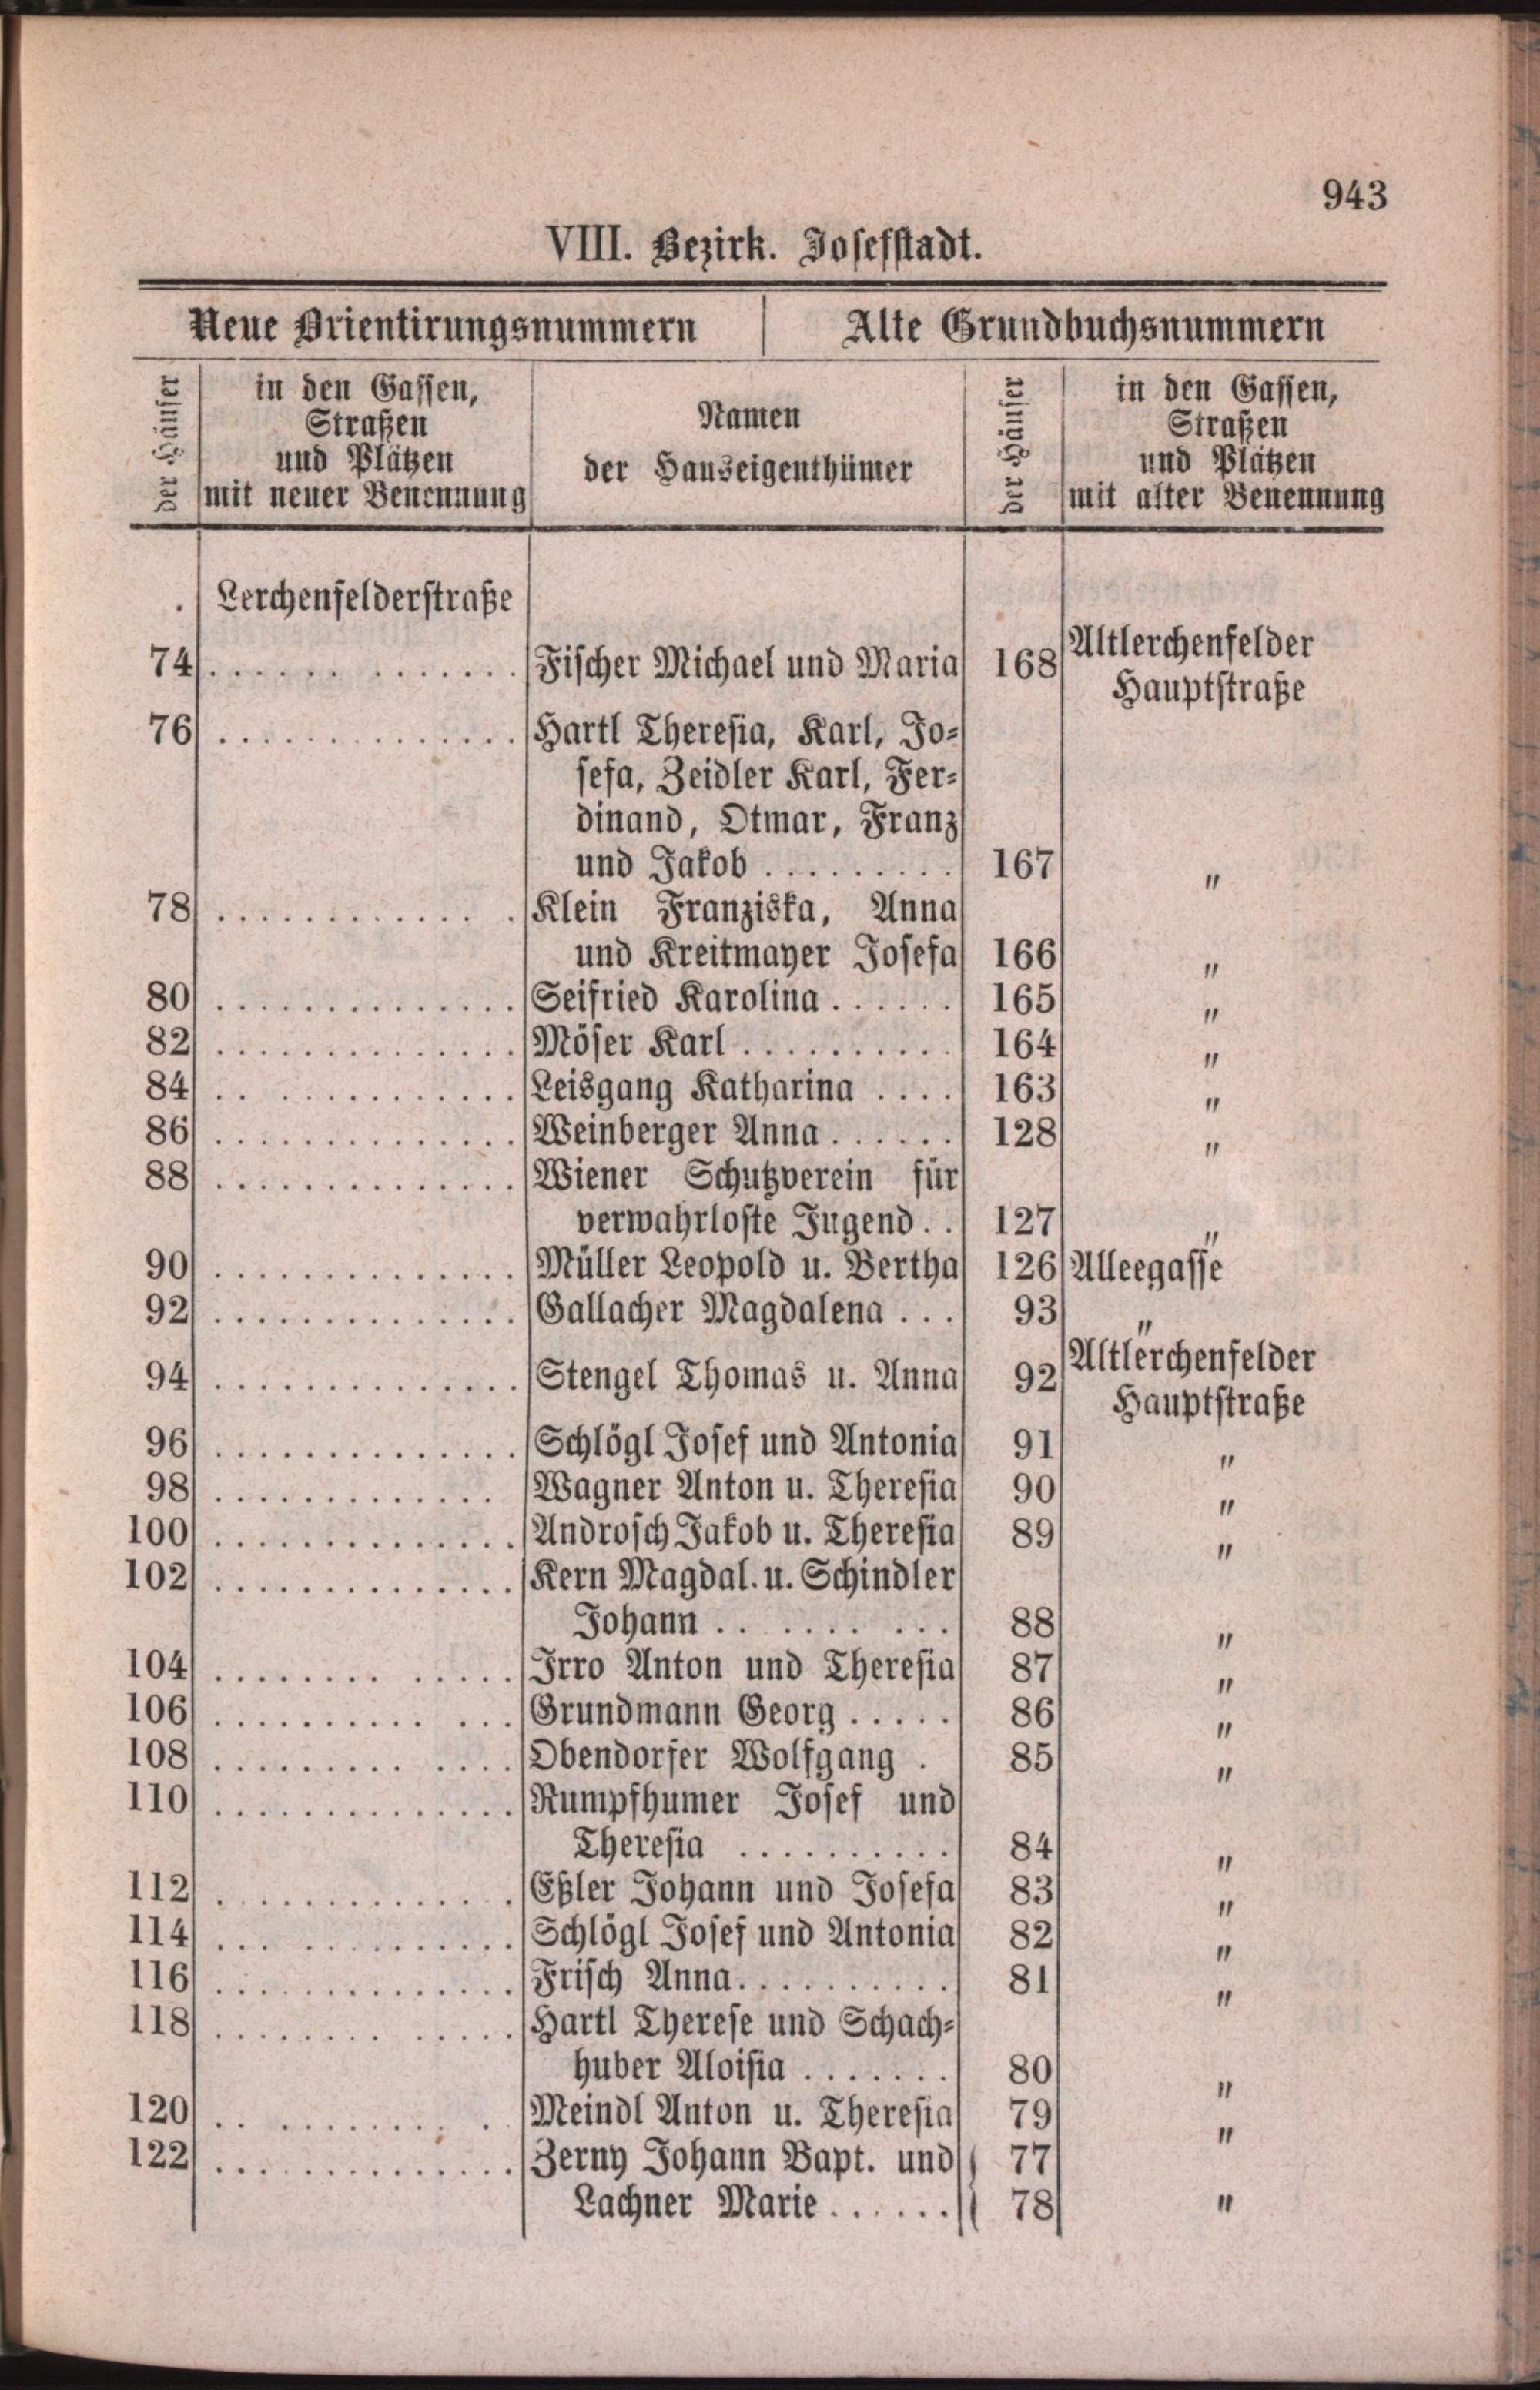 943
VIII. Bezirk. Josefstadt.
Neue Orientirungsnummern | Alte Grundbuchsnummern
der Häuser
in den Gassen,
Straßen
und Plätzen
mit neuer Benennung
Namen
der Hauseigenthümer
der Häuser
in den Gassen,
Straßen
und Plätzen
mit alter Benennung
. Lerchenfelderstraße
74 .............. Fischer Michael und Maria 168 Altlerchenfelder
Hauptstraße
76 .............. Hartl Theresia, Karl, Jo-
sefa, Zeidler Karl, Fer-
dinand, Otmar, Franz
und Jakob ......... 167 "
78 .............. Klein Franziska, Anna
und Kreitmayer Josefa 166 "
80 .............. Seifried Karolina ...... 165 "
82 .............. Möser Karl .......... 164 "
84 .............. Leisgang Katharina .... 163 "
86 .............. Weinberger Anna ...... 128 "
88 .............. Wiener Schutzverein für
verwahrloste Jugend .. 127 "
90 .............. Müller Leopold u. Bertha 126 Alleegasse
92 .............. Gallacher Magdalena ... 93 "
94 .............. Stengel Thomas u. Anna 92 Altlerchenfelder
Hauptstraße
96 .............. Schlögl Josef und Antonia 91 "
98 ............. Wagner Anton u. Theresia 90 "
100 .............. Androsch Jakob u. Theresia 89 "
102 .............. Kern Magdal. u. Schindler
Johann .......... 88 "
104 .............. Irro Anton und Theresia 87 "
106 .............. Grundmann Georg ..... 86 "
108 .............. Obendorfer Wolfgang . 85 "
110 .............. Rumpfhumer Josef und
Theresia .......... 84 "
112 .............. Eßler Johann und Josefa 83 "
114 .............. Schlögl Josef und Antonia 82 "
116 .............. Frisch Anna .......... 81 "
118 .............. Hartl Therese und Schach-
huber Aloisia ....... 80 "
120 .............. Meindl Anton u. Theresia 79 "
122 .............. Zerny Johann Bapt. und } 77
Lachner Marie ...... } 78 "